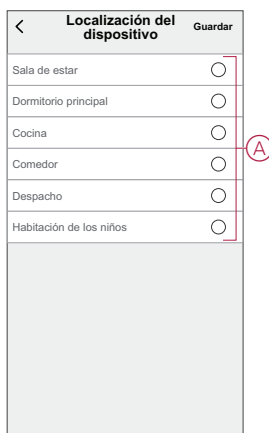 Localización del
dispositivo
Guardar
Sala de estar
Dormitorio principal
Cocina
Comedor
Despacho
Habitación de los niños
A